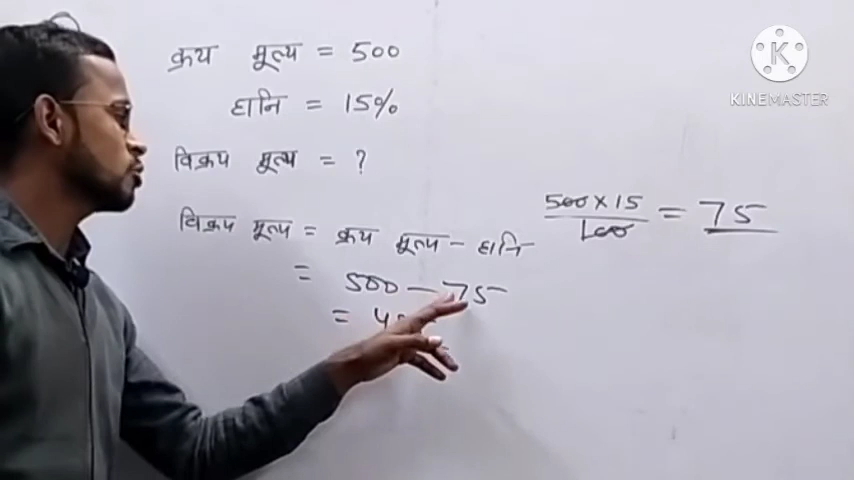 क्रय मूल्य = 500
हानि = 15%
विक्रय मूल्य = ?
विक्रय मूल्य = क्रय मूल्य - हानि
= 500 - 75
= 4
500 × 15
100
= 75
KINEMASTER